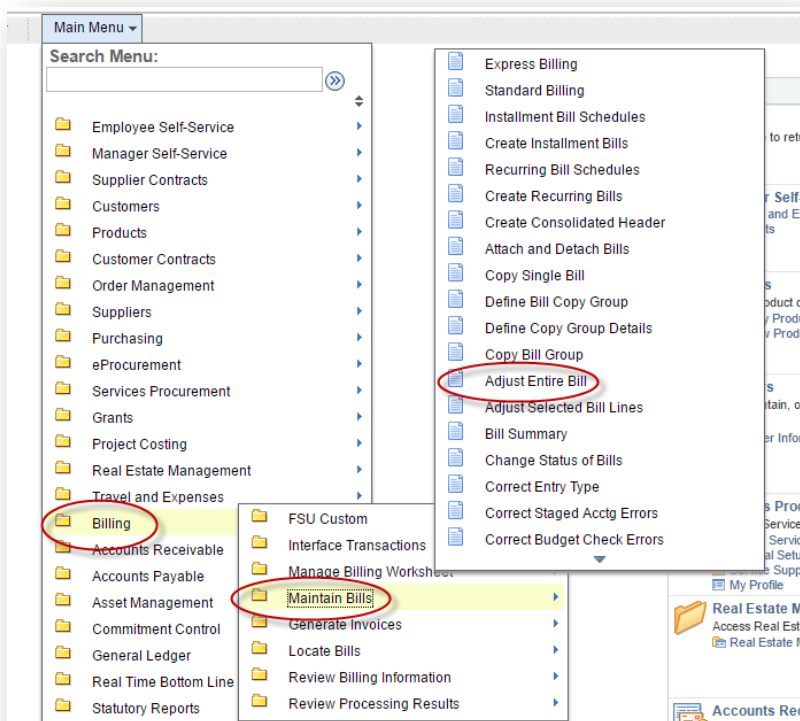 Main Menu
Search Menu:
Employee Self-Service
Manager Self-Service
Supplier Contracts
Customers
Products
Customer Contracts
Order Management
Suppliers
Purchasing
eProcurement
Services Procurement
Grants
Project Costing
Real Estate Management
Travel and Expenses
Billing
Accounts Receivable
Accounts Payable
Asset Management
Commitment Control
General Ledger
Real Time Bottom Line
Statutory Reports
FSU Custom
Interface Transactions
Manage Billing Worksheet
Maintain Bills
Generate Invoices
Locate Bills
Review Billing Information
Review Processing Results
Express Billing
Standard Billing
Installment Bill Schedules
Create Installment Bills
Recurring Bill Schedules
Create Recurring Bills
Create Consolidated Header
Attach and Detach Bills
Copy Single Bill
Define Bill Copy Group
Define Copy Group Details
Copy Bill Group
Adjust Entire Bill
Adjust Selected Bill Lines
Bill Summary
Change Status of Bills
Correct Entry Type
Correct Staged Acctg Errors
Correct Budget Check Errors
to
Self-
and
My Profile
Real Estate
Access Real
Real Estate
Accounts